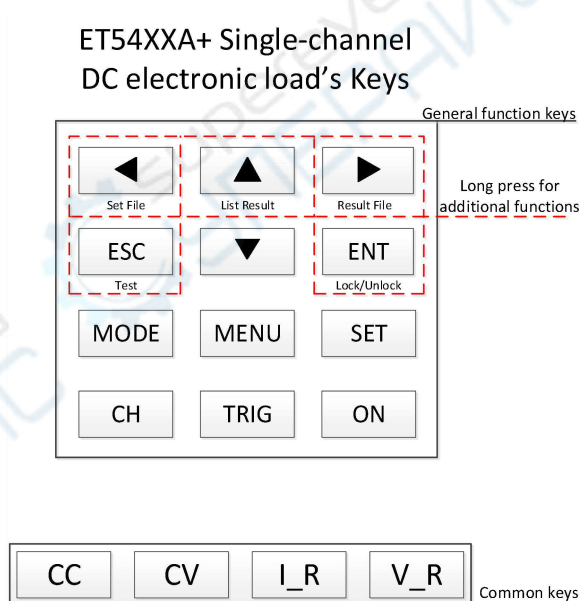 ET54XXA+ Single-channel
DC electronic load's Keys
General function keys
Set File List Result Result File
Long press for
additional functions
ESC ENT
Test Lock/Unlock
MODE MENU SET
CH TRIG ON
CC CV I_R V_R
Common keys